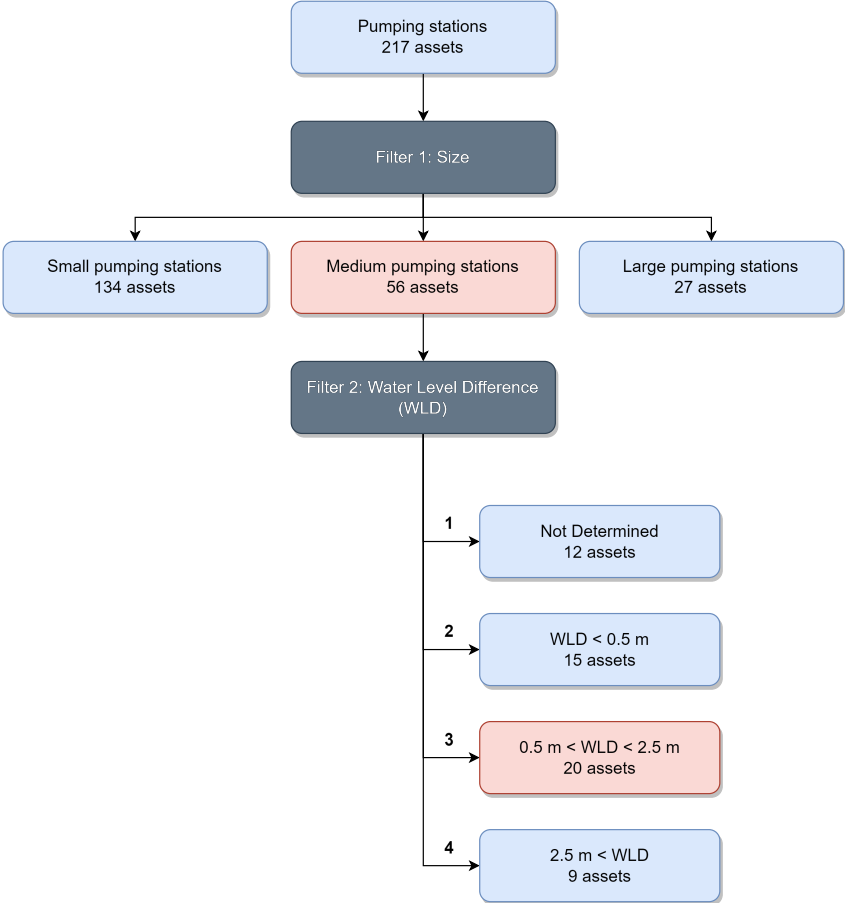 Pumping stations
217 assets
Filter 1: Size
Small pumping stations
134 assets
Medium pumping stations
56 assets
Large pumping stations
27 assets
Filter 2: Water Level Difference
(WLD)
1
Not Determined
12 assets
2
WLD < 0.5 m
15 assets
3
0.5 m < WLD < 2.5 m
20 assets
4
2.5 m < WLD
9 assets